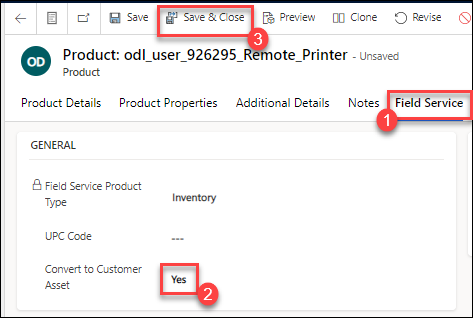 Save
Save & Close
Preview
Clone
Revise
3
OD
Product: odl_user_926295_Remote_Printer - Unsaved
Product
Product Details
Product Properties
Additional Details
Notes
Field Service
1
GENERAL
Field Service Product
Type
Inventory
UPC Code
---
Convert to Customer
Asset
Yes
2